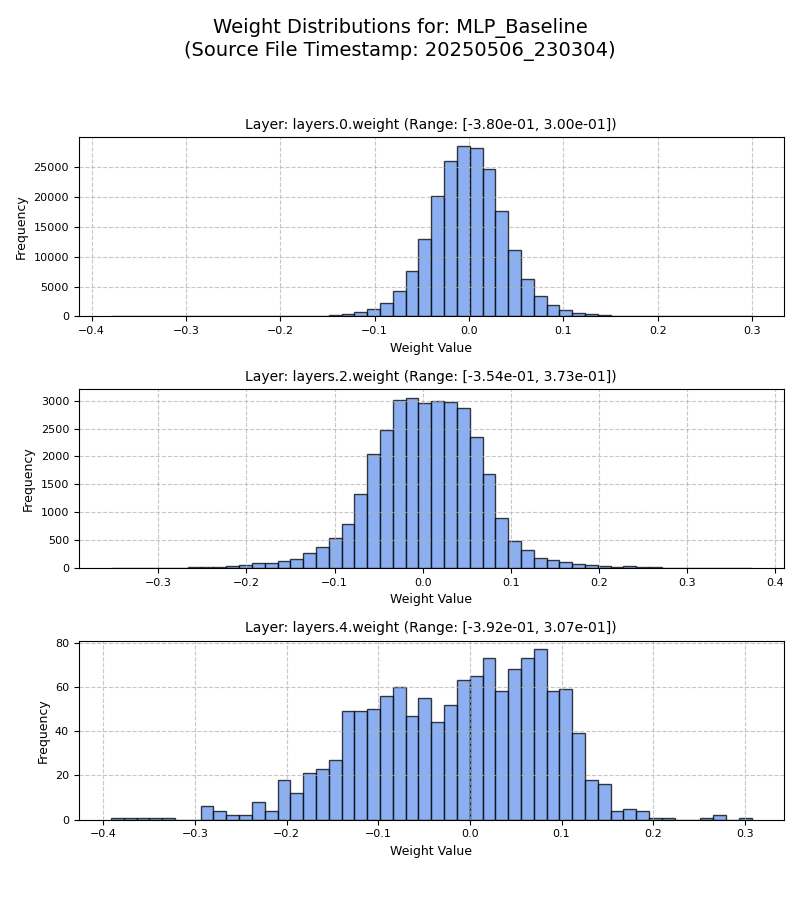 Weight Distributions for: MLP_Baseline
(Source File Timestamp: 20250506_230304)
Layer: layers.0.weight (Range: [-3.80e-01, 3.00e-01])
Frequency
25000
20000
15000
10000
5000
0
−0.4 −0.3 −0.2 −0.1 0.0 0.1 0.2 0.3
Weight Value
Layer: layers.2.weight (Range: [-3.54e-01, 3.73e-01])
Frequency
3000
2500
2000
1500
1000
500
0
−0.3 −0.2 −0.1 0.0 0.1 0.2 0.3 0.4
Weight Value
Layer: layers.4.weight (Range: [-3.92e-01, 3.07e-01])
Frequency
80
60
40
20
0
−0.4 −0.3 −0.2 −0.1 0.0 0.1 0.2 0.3
Weight Value